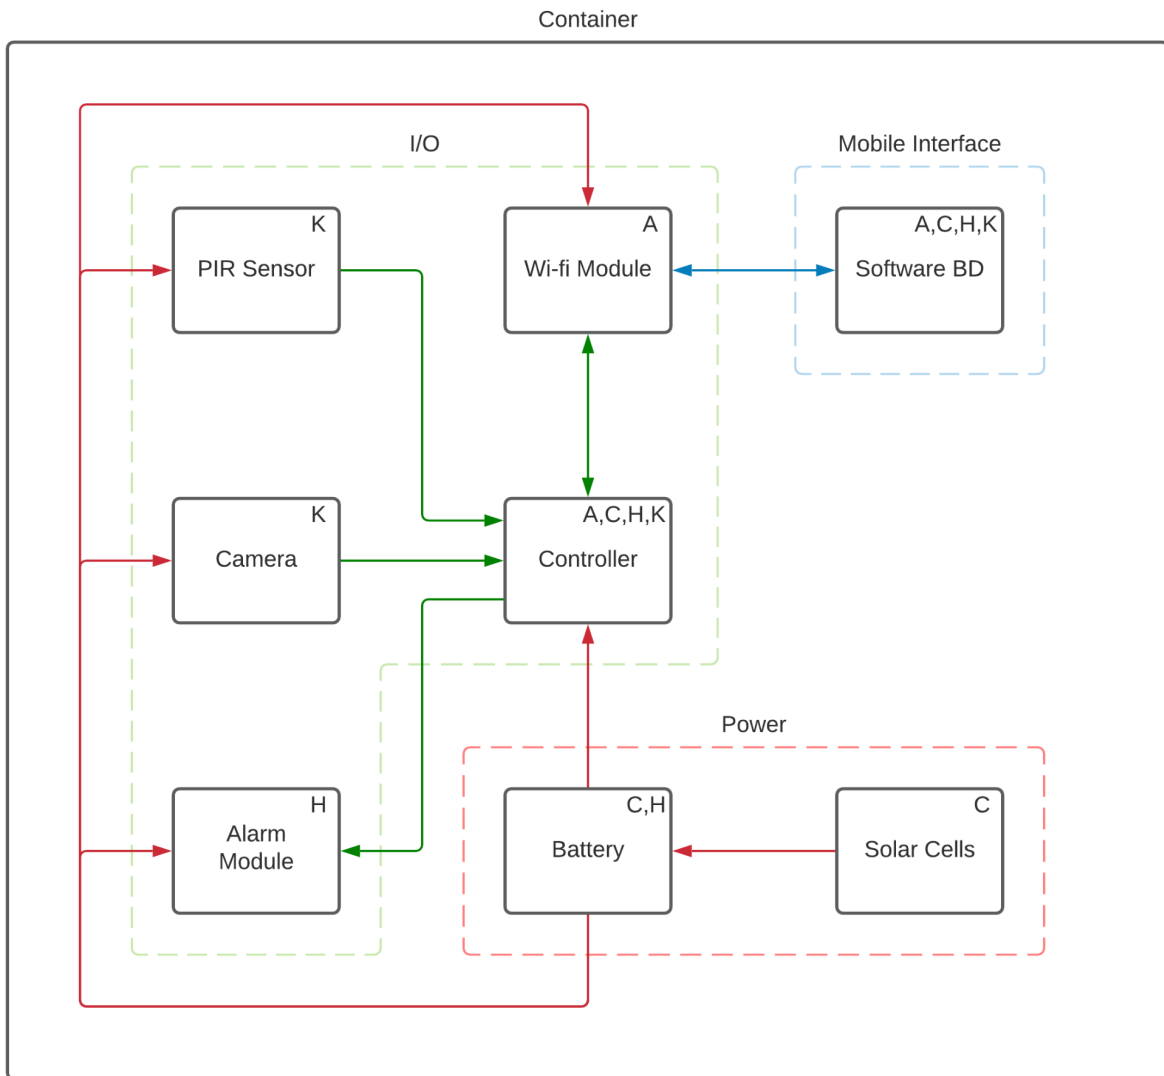 Container
I/O
Mobile Interface
K
PIR Sensor
A
Wi-fi Module
A,C,H,K
Software BD
K
Camera
A,C,H,K
Controller
Power
H
Alarm
Module
C,H
Battery
C
Solar Cells